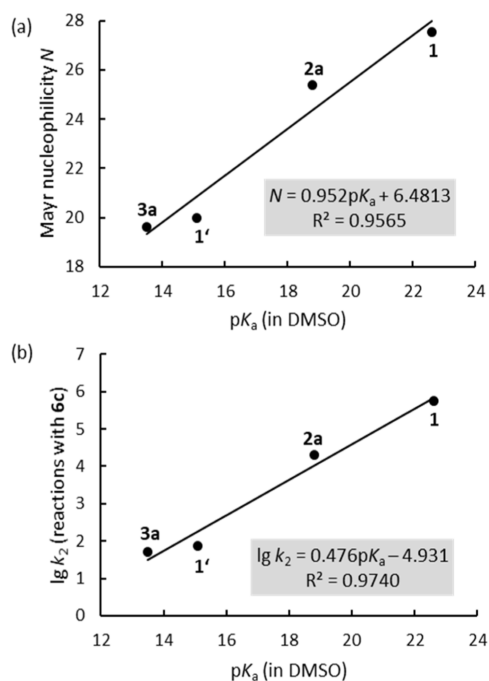 (a)
Mayr nucleophilicity N
28
26
24
22
20
18
1
2a
3a
1‘
N = 0.952pKa + 6.4813
R² = 0.9565
12 14 16 18 20 22 24
pKa (in DMSO)
(b)
lg k2 (reactions with 6c)
7
6
5
4
3
2
1
0
1
2a
3a
1‘
lg k2 = 0.476pKa – 4.931
R² = 0.9740
12 14 16 18 20 22 24
pKa (in DMSO)